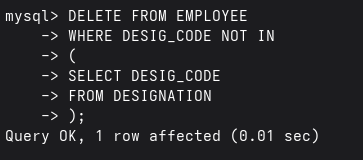 mysql> DELETE FROM EMPLOYEE
    -> WHERE DESIG_CODE NOT IN
    -> (
    -> SELECT DESIG_CODE
    -> FROM DESIGNATION
    -> );
Query OK, 1 row affected (0.01 sec)